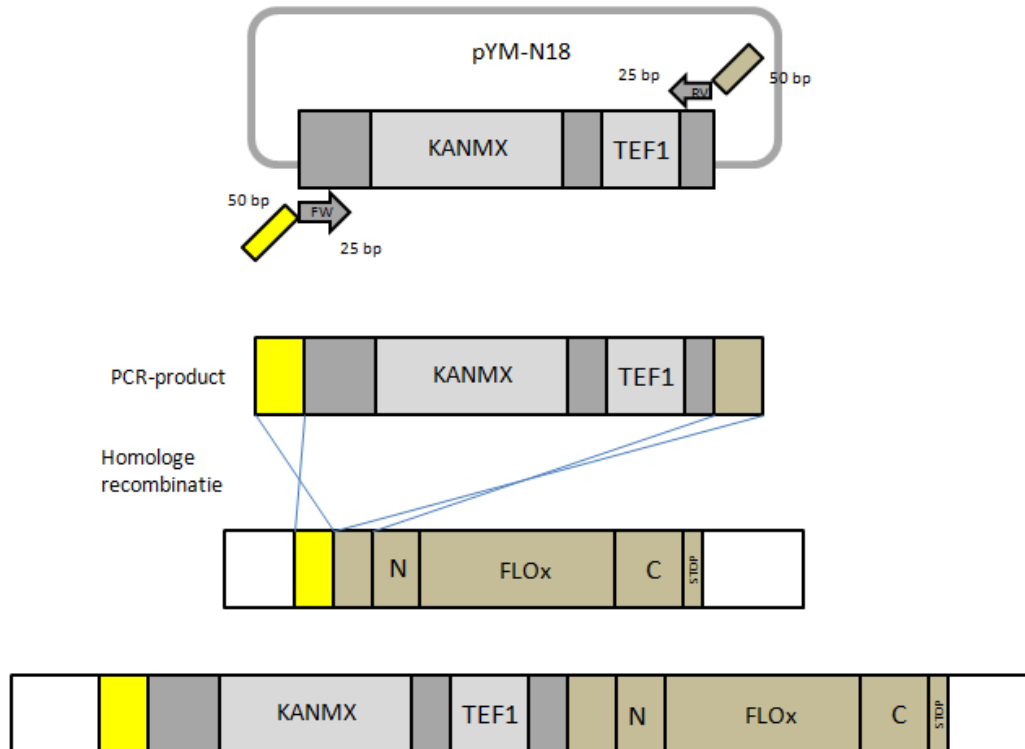 pYM-N18
25 bp
50 bp
RV
KANMX
TEF1
50 bp
FW
25 bp
PCR-product
KANMX
TEF1
Homologe
recombinatie
N
FLOx
C
STOP
KANMX
TEF1
N
FLOx
C
STOP